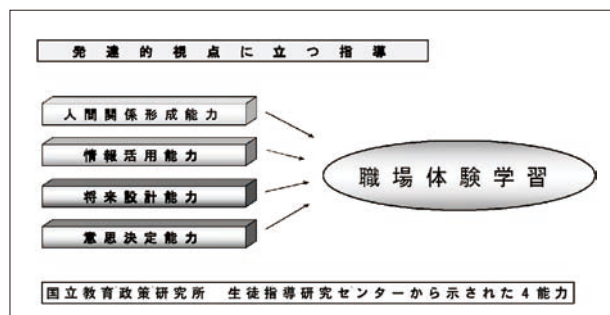 発達的視点に立つ指導
人間関係形成能力
情報活用能力
将来設計能力
意思決定能力
職場体験学習
国立教育政策研究所 生徒指導研究センターから示された4能力